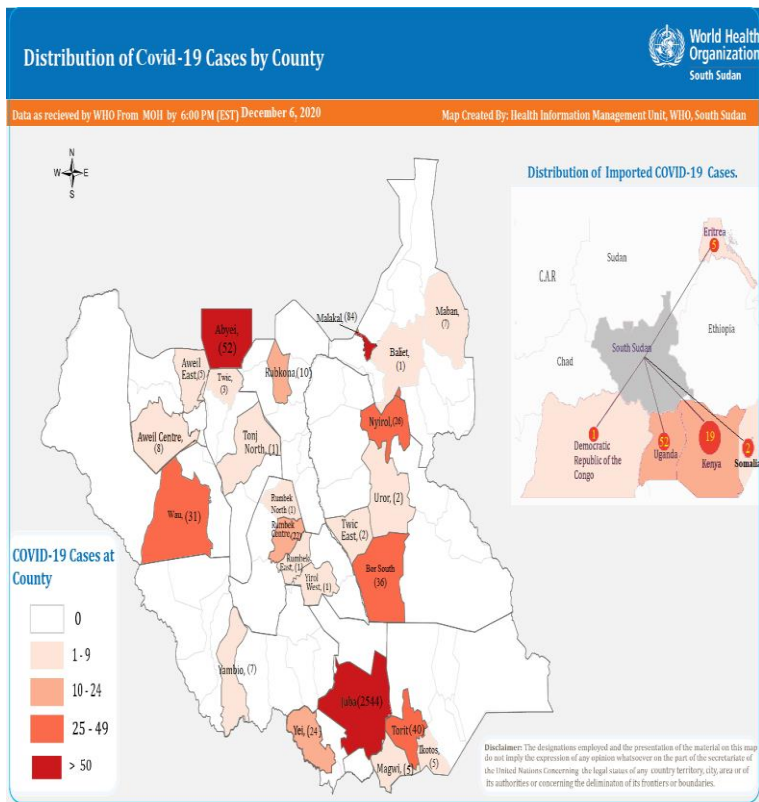 Distribution of Covid-19 Cases by County
World Health
Organization
South Sudan
Data as recieved by WHO From MOH by 6:00 PM (EST) December 6, 2020
Map Created By: Health Information Management Unit, WHO, South Sudan
N
W E
S
Distribution of Imported COVID-19 Cases.
Eritrea
5
Sudan
C.A.R
Ethiopia
South Sudan
Chad
1
Democratic
Republic of the
Congo
52
Uganda
19
Kenya
2
Somalia
Malakal, (84)
Maban,
(7)
Abyei,
(52)
Baliet,
(1)
Aweil
East,
Twic,
(3)
Rubkona, (10)
Nyirol, (28)
Aweil Centre,
(8)
Tonj
North, (1)
Uror, (2)
Rumbek
North (1)
Rumbek
Centre, (22)
Rumbek
East, (1)
Yirol
West, (1)
Twic
East, (2)
Wau, (31)
Bor South
(36)
Yambio, (7)
Juba(2544)
Yei, (24)
Torit(40)
Ikotos,
(5)
Magwi, (5)
COVID-19 Cases at
County
0
1 - 9
10 - 24
25 - 49
> 50
Disclaimer: The designations employed and the presentation of the material on this map
do not imply the expression of any opinion whatsoever on the part of the secretariate of
the United Nations Concerning the legal status of any country territory, city, area or of
its authorities or concerning the deliminaton of its frontiers or boundaries.